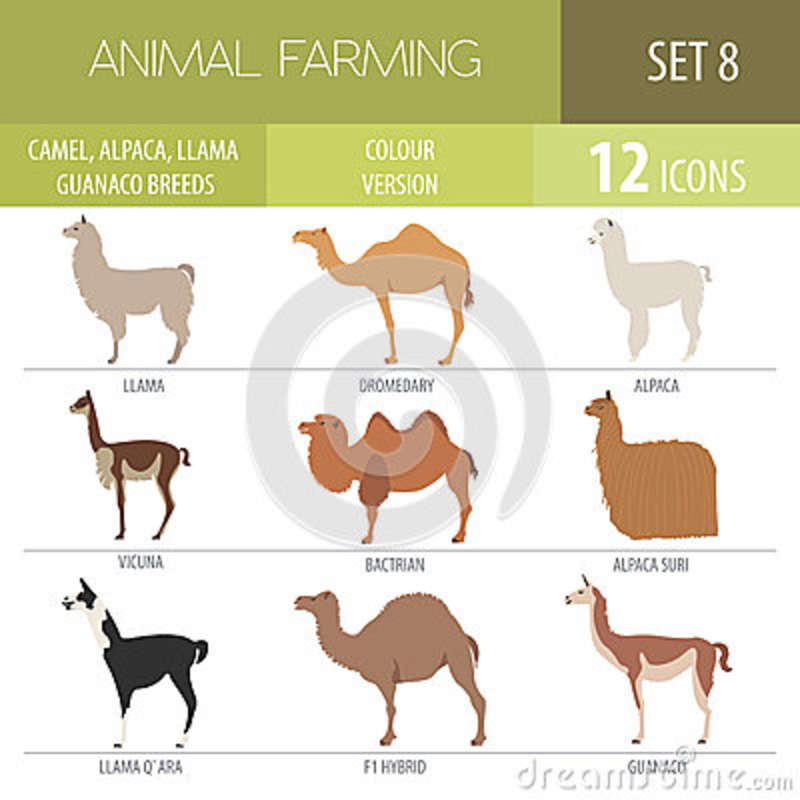 ANIMAL FARMING
SET 8
CAMEL, ALPACA, LLAMA
GUANACO BREEDS
COLOUR
VERSION
12 ICONS
LLAMA
DROMEDARY
ALPACA
VICUNA
BACTRIAN
ALPACA SURI
LLAMA Q`ARA
F1 HYBRID
GUANACO
dreamstime.com